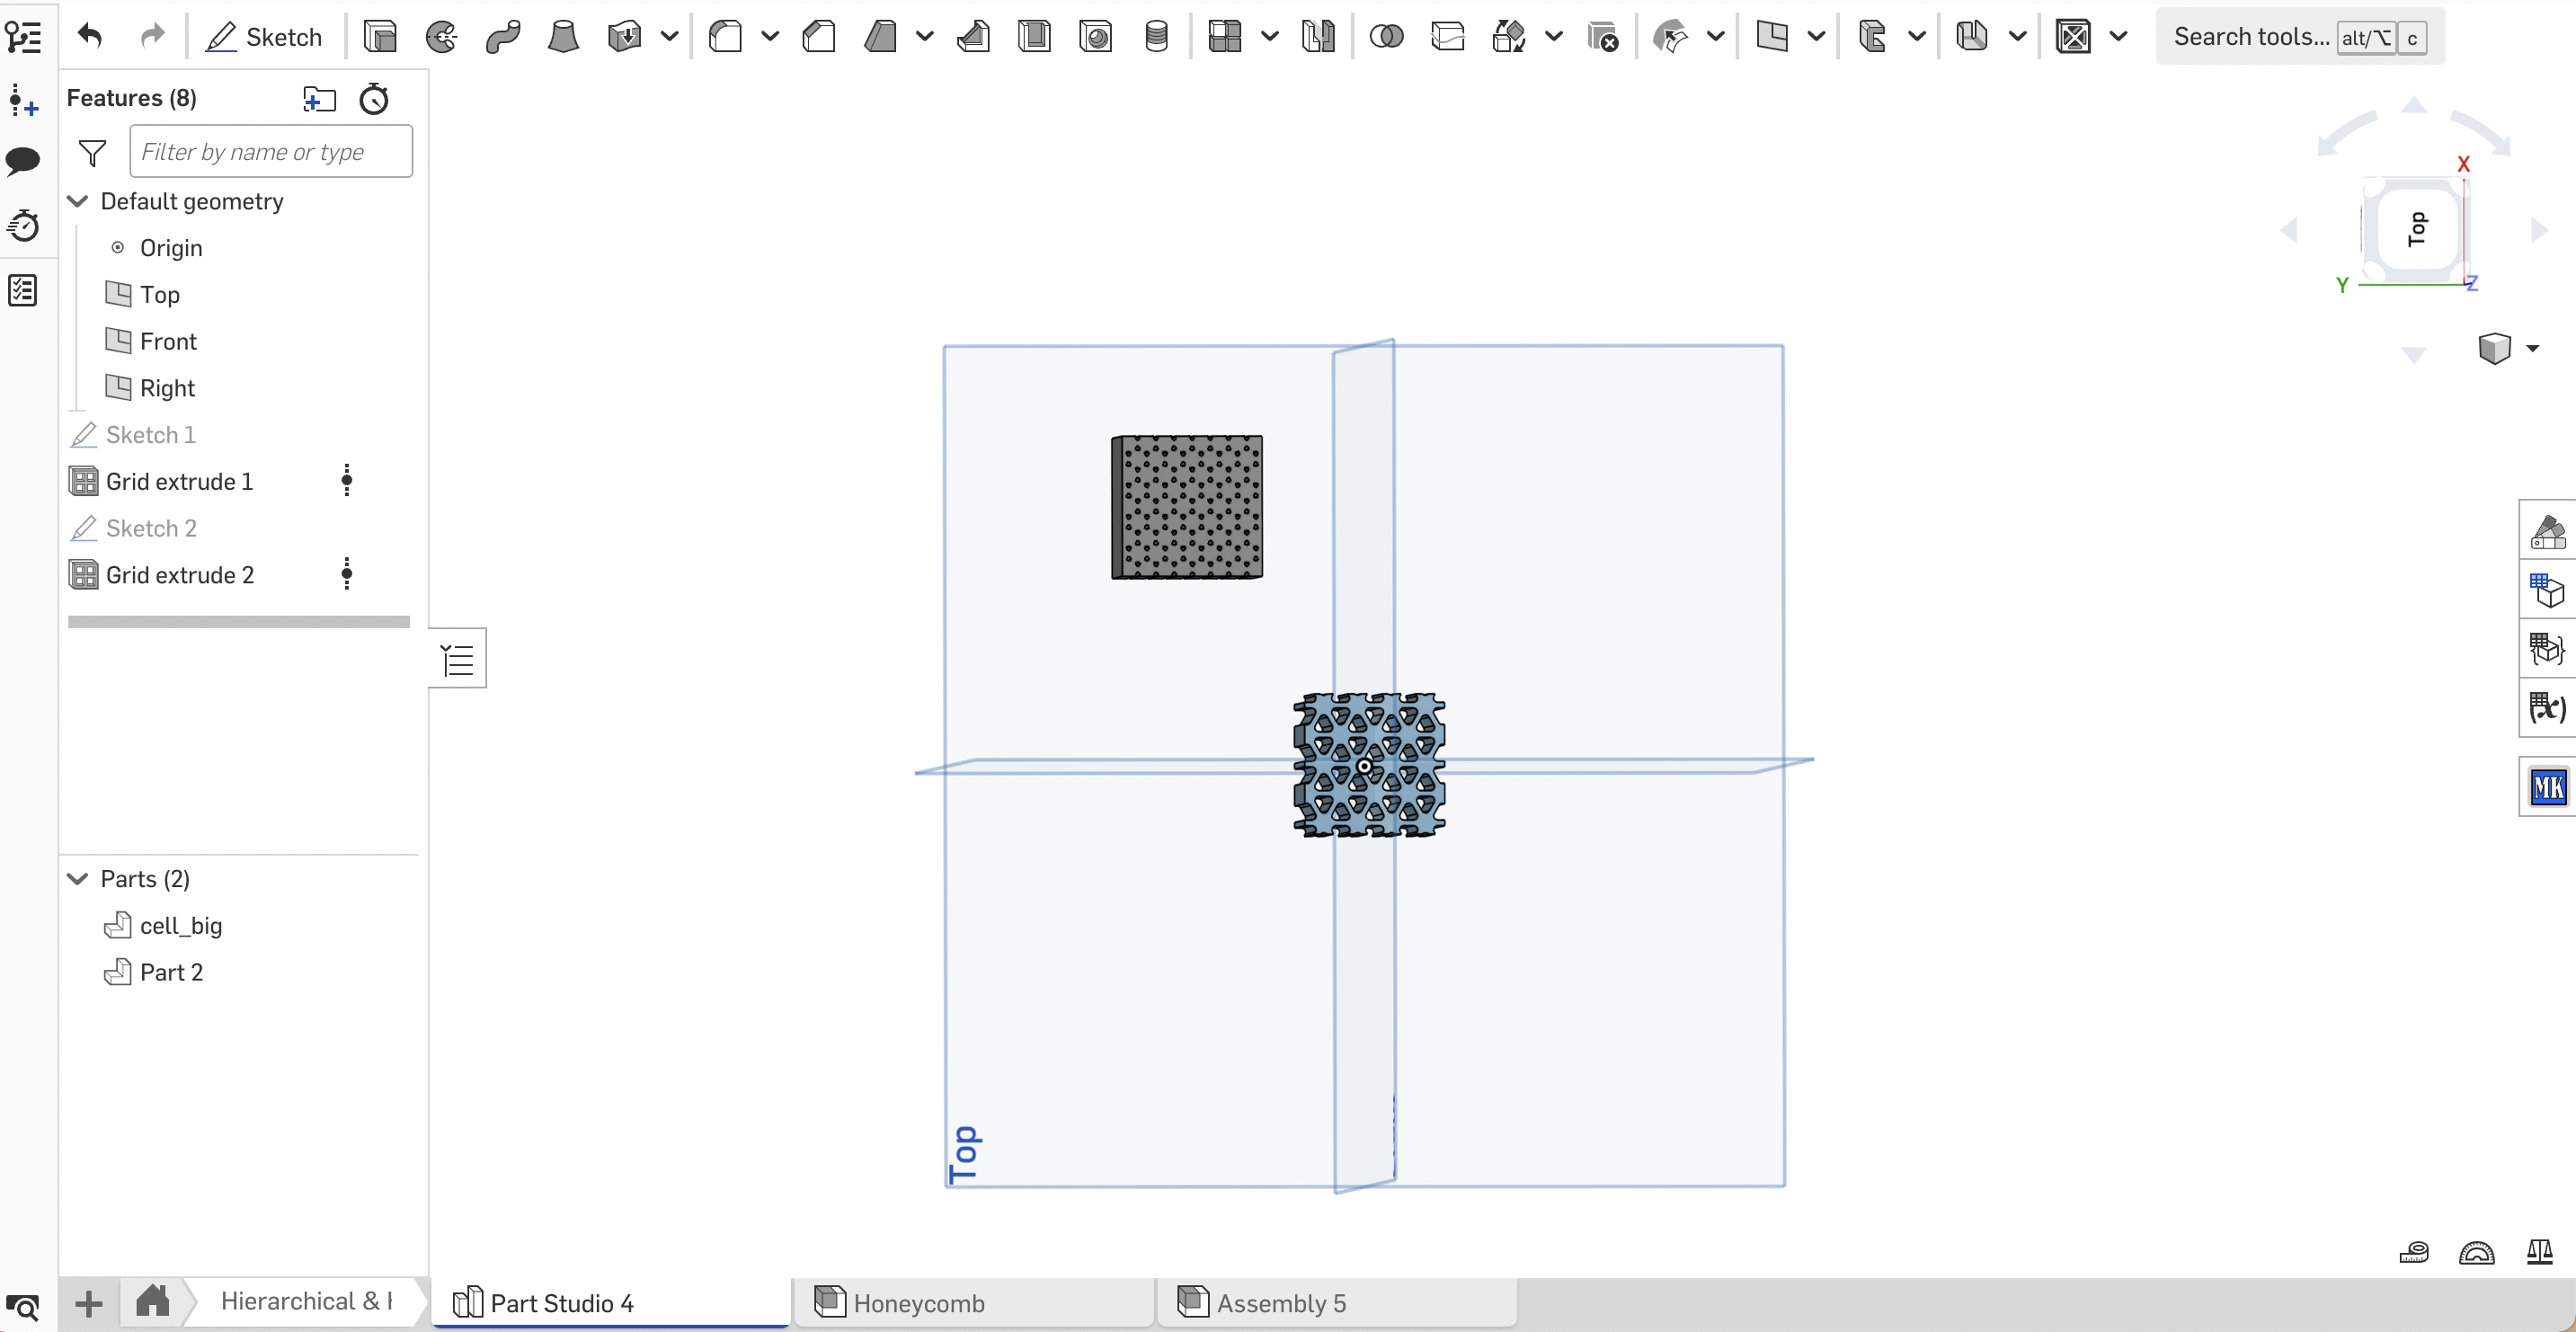 Sketch
Search tools... alt/⌥ c
Features (8)
Filter by name or type
Default geometry
Origin
Top
Front
Right
Sketch 1
Grid extrude 1
Sketch 2
Grid extrude 2
Parts (2)
cell_big
Part 2
Top
X
Top
Y
Z
(x)
MK
Hierarchical &
Part Studio 4
Honeycomb
Assembly 5